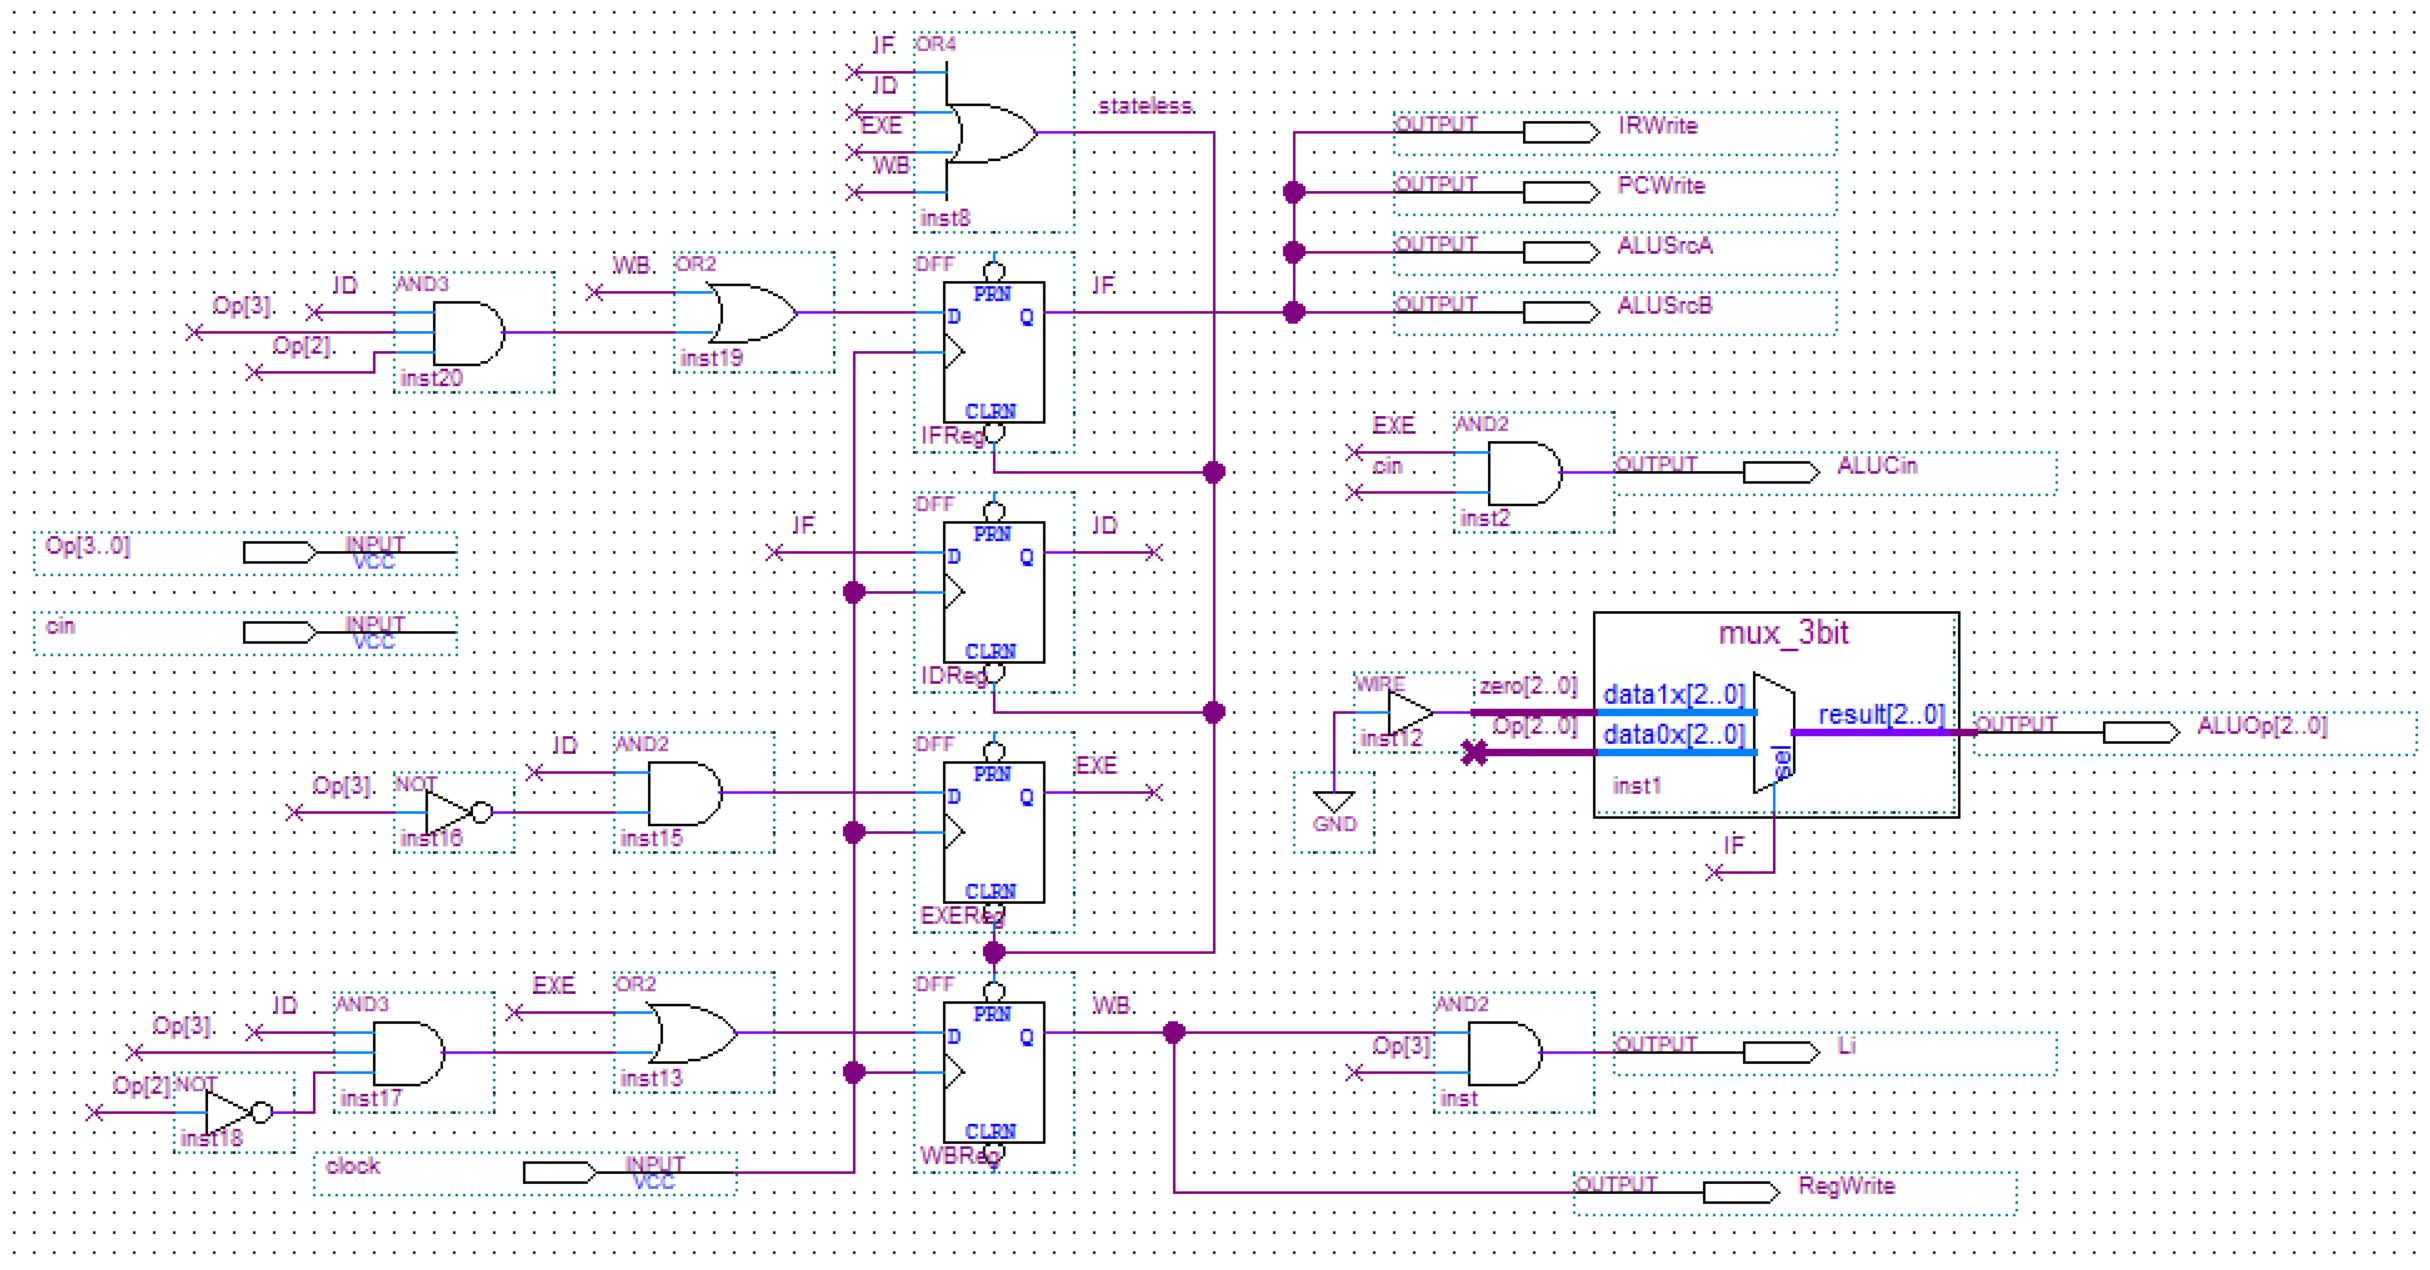 IF
OR4
ID
EXE
WB
inst8
stateless
OUTPUT
IRWrite
OUTPUT
PCWrite
OUTPUT
ALUSrcA
OUTPUT
ALUSrcB
Op[3]
ID
Op[2]
AND3
inst20
WB
OR2
inst19
DFF
PRN
D
Q
CLRN
IFReg
IF
EXE
cin
AND2
inst2
OUTPUT
ALUCin
Op[3..0]
INPUT
VCC
cin
INPUT
VCC
IF
DFF
PRN
D
Q
CLRN
IDReg
ID
WIRE
inst12
GND
zero[2..0]
Op[2..0]
mux_3bit
data1x[2..0]
data0x[2..0]
sel
result[2..0]
inst1
IF
OUTPUT
ALUOp[2..0]
Op[3]
NOT
inst16
ID
AND2
inst15
DFF
PRN
D
Q
CLRN
EXEReg
EXE
Op[3]
ID
Op[2]
NOT
inst18
AND3
inst17
EXE
OR2
inst13
DFF
PRN
D
Q
CLRN
WBReg
WB
Op[3]
AND2
inst
OUTPUT
Li
clock
INPUT
VCC
OUTPUT
RegWrite